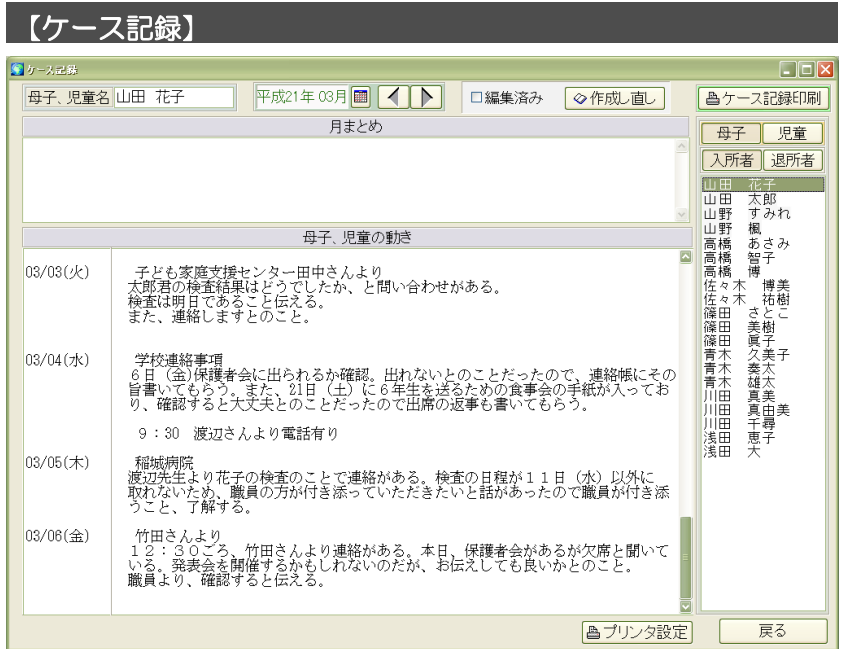 【ケース記録】
ケース記録
母子、児童名 山田　花子 平成21年 03月 □編集済み 作成し直し ケース記録印刷
月まとめ
母子 児童
入所者 退所者
母子、児童の動き
03/03(火) 子ども家庭支援センター田中さんより
太郎君の検査結果はどうでしたか、と問い合わせがある。
検査は明日であること伝える。
また、連絡しますとのこと。
03/04(水) 学校連絡事項
６日（金)保護者会に出られるか確認。出れないとのことだったので、連絡帳にその
旨書いてもらう。また、21日（土）に６年生を送るための食事会の手紙が入ってお
り、確認すると大丈夫とのことだったので出席の返事も書いてもらう。
９：30　渡辺さんより電話有り
03/05(木) 稲城病院
渡辺先生より花子の検査のことで連絡がある。検査の日程が１１日（水）以外に
取れないため、職員の方が付き添っていただきたいと話があったので職員が付き添
うこと、了解する。
03/06(金) 竹田さんより
１２：３０ごろ、竹田さんより連絡がある。本日、保護者会があるが欠席と聞いて
いる。発表会を開催するかもしれないのだが、お伝えしても良いかとのこと。
職員より、確認すると伝える。
山田　花子
山田　太郎
山野　すみれ
山野　楓
高橋　あさみ
高橋　智子
高橋　博
佐々木　博美
佐々木　祐樹
篠田　さとこ
篠田　美樹
篠田　眞子
青木　久美子
青木　奏太
青木　雄太
川田　真美
川田　真由美
川田　千尋
浅田　恵子
浅田　大
プリンタ設定 戻る